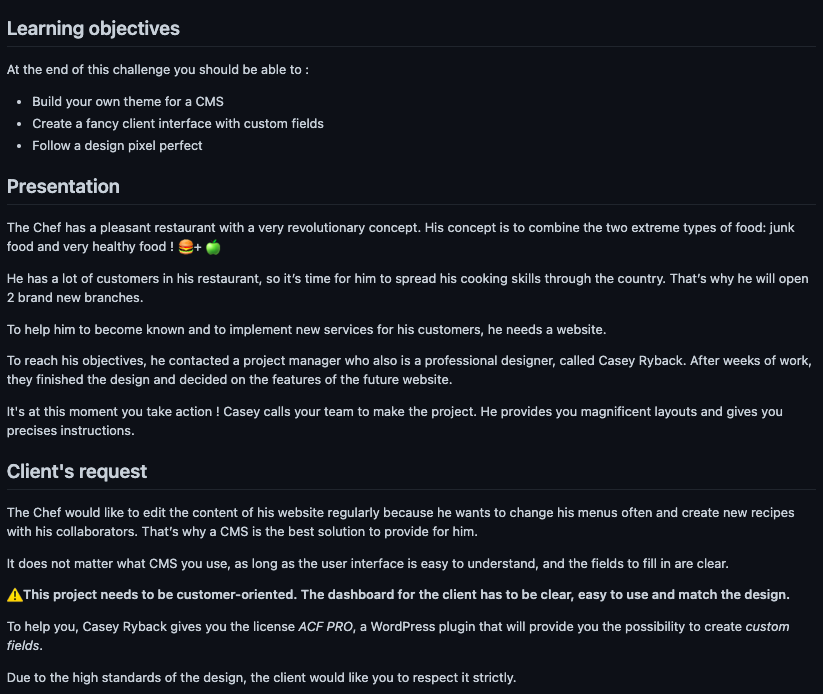 Learning objectives
At the end of this challenge you should be able to :
• Build your own theme for a CMS
• Create a fancy client interface with custom fields
• Follow a design pixel perfect
Presentation
The Chef has a pleasant restaurant with a very revolutionary concept. His concept is to combine the two extreme types of food: junk
food and very healthy food ! 🍔+ 🍏
He has a lot of customers in his restaurant, so it’s time for him to spread his cooking skills through the country. That’s why he will open
2 brand new branches.
To help him to become known and to implement new services for his customers, he needs a website.
To reach his objectives, he contacted a project manager who also is a professional designer, called Casey Ryback. After weeks of work,
they finished the design and decided on the features of the future website.
It's at this moment you take action ! Casey calls your team to make the project. He provides you magnificent layouts and gives you
precises instructions.
Client's request
The Chef would like to edit the content of his website regularly because he wants to change his menus often and create new recipes
with his collaborators. That’s why a CMS is the best solution to provide for him.
It does not matter what CMS you use, as long as the user interface is easy to understand, and the fields to fill in are clear.
⚠️This project needs to be customer-oriented. The dashboard for the client has to be clear, easy to use and match the design.
To help you, Casey Ryback gives you the license ACF PRO, a WordPress plugin that will provide you the possibility to create custom
fields.
Due to the high standards of the design, the client would like you to respect it strictly.